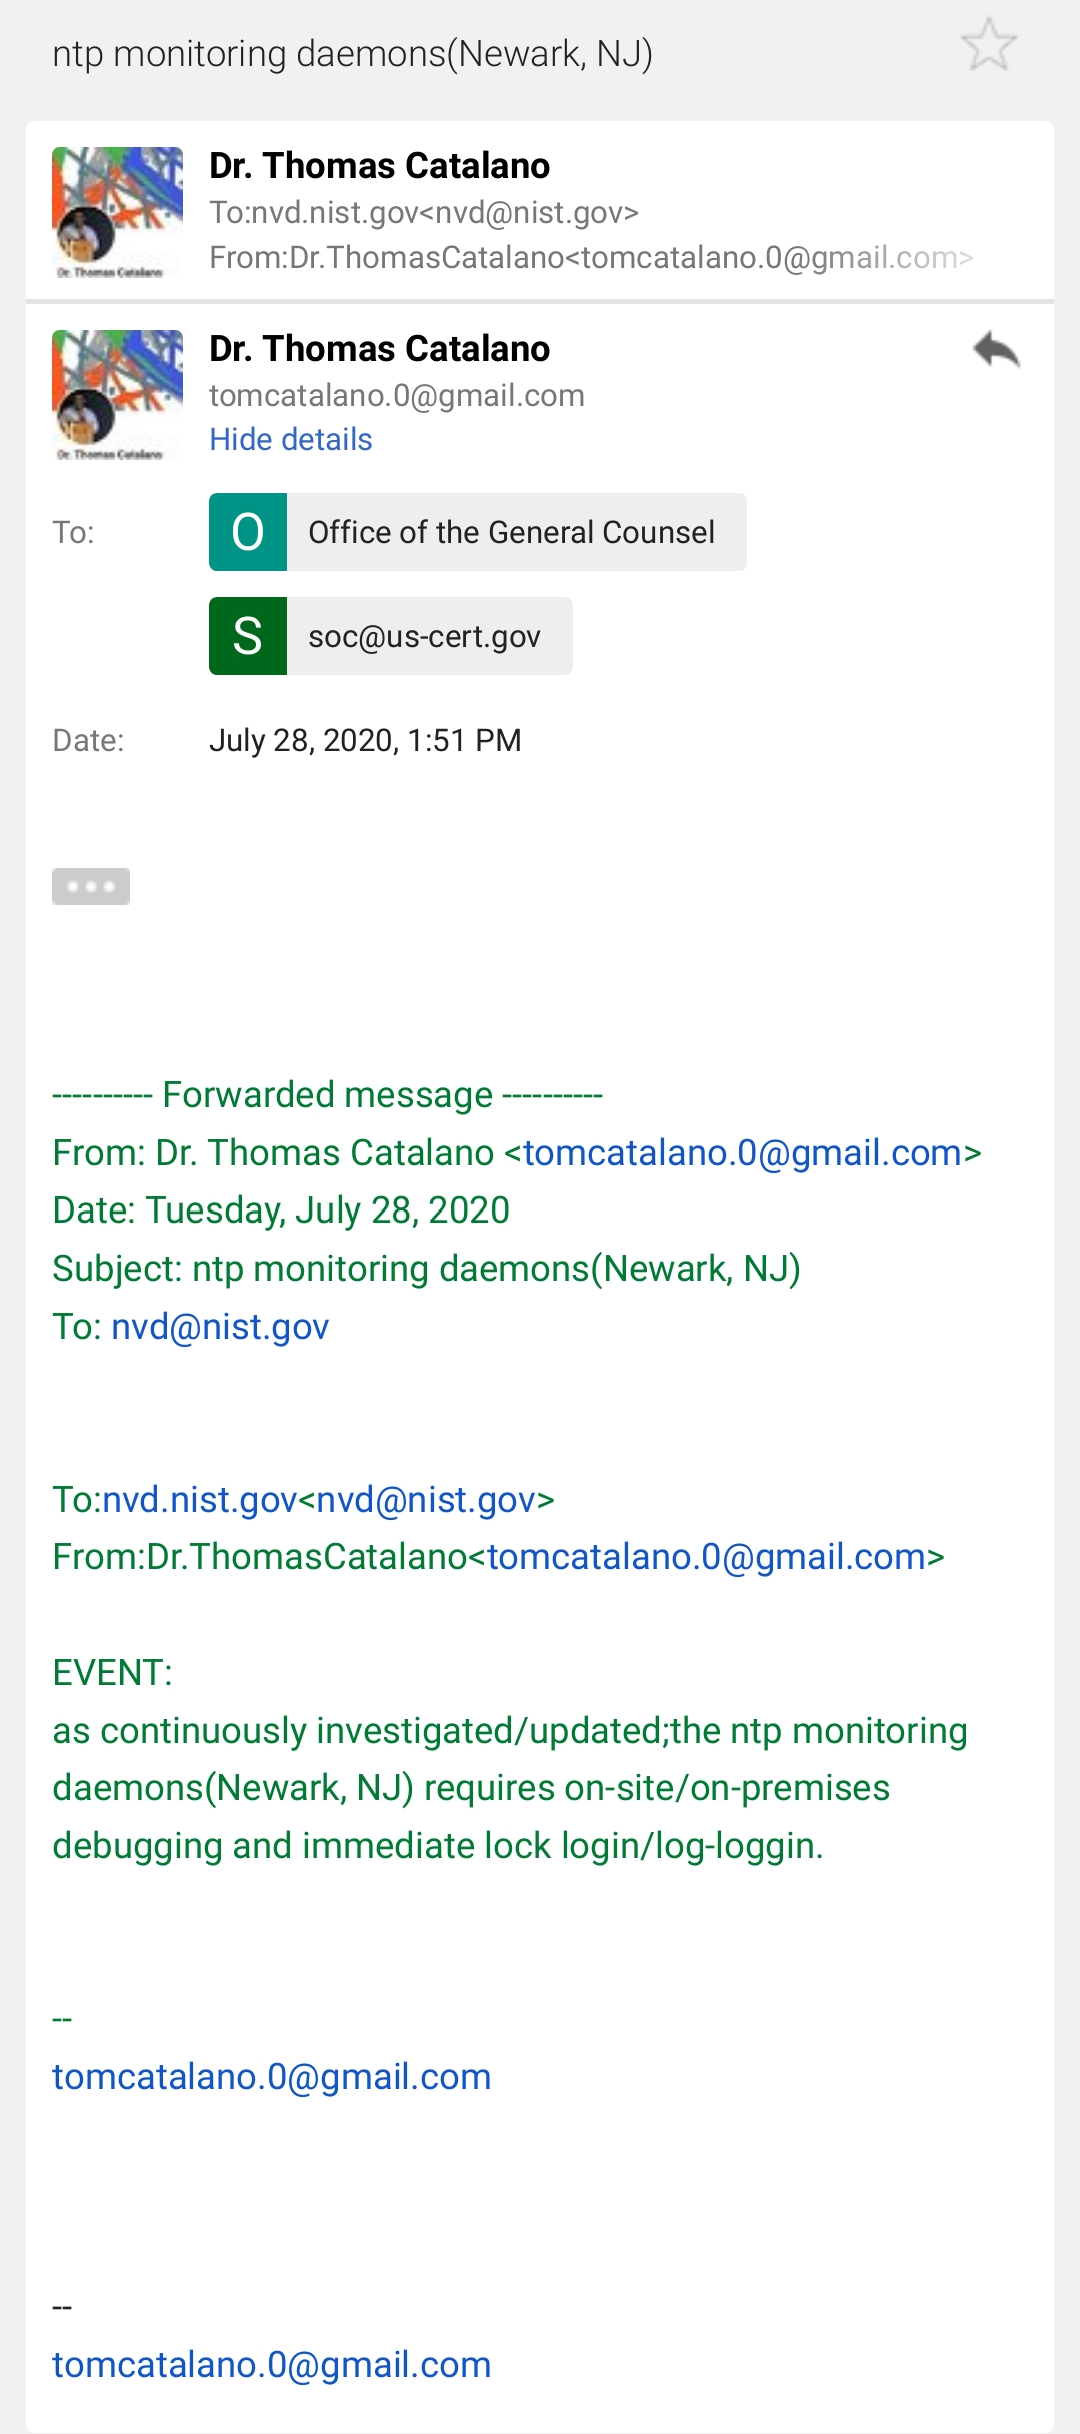 ntp monitoring daemons(Newark, NJ)
Dr. Thomas Catalano
To:nvd.nist.gov<nvd@nist.gov>
From:Dr.ThomasCatalano<tomcatalano.0@gmail.com>
Dr. Thomas Catalano
Dr. Thomas Catalano
tomcatalano.0@gmail.com
Hide details
Dr. Thomas Catalano
To:
O Office of the General Counsel
S soc@us-cert.gov
Date: July 28, 2020, 1:51 PM
---------- Forwarded message ----------
From: Dr. Thomas Catalano <tomcatalano.0@gmail.com>
Date: Tuesday, July 28, 2020
Subject: ntp monitoring daemons(Newark, NJ)
To: nvd@nist.gov
To:nvd.nist.gov<nvd@nist.gov>
From:Dr.ThomasCatalano<tomcatalano.0@gmail.com>
EVENT:
as continuously investigated/updated;the ntp monitoring
daemons(Newark, NJ) requires on-site/on-premises
debugging and immediate lock login/log-loggin.
--
tomcatalano.0@gmail.com
--
tomcatalano.0@gmail.com